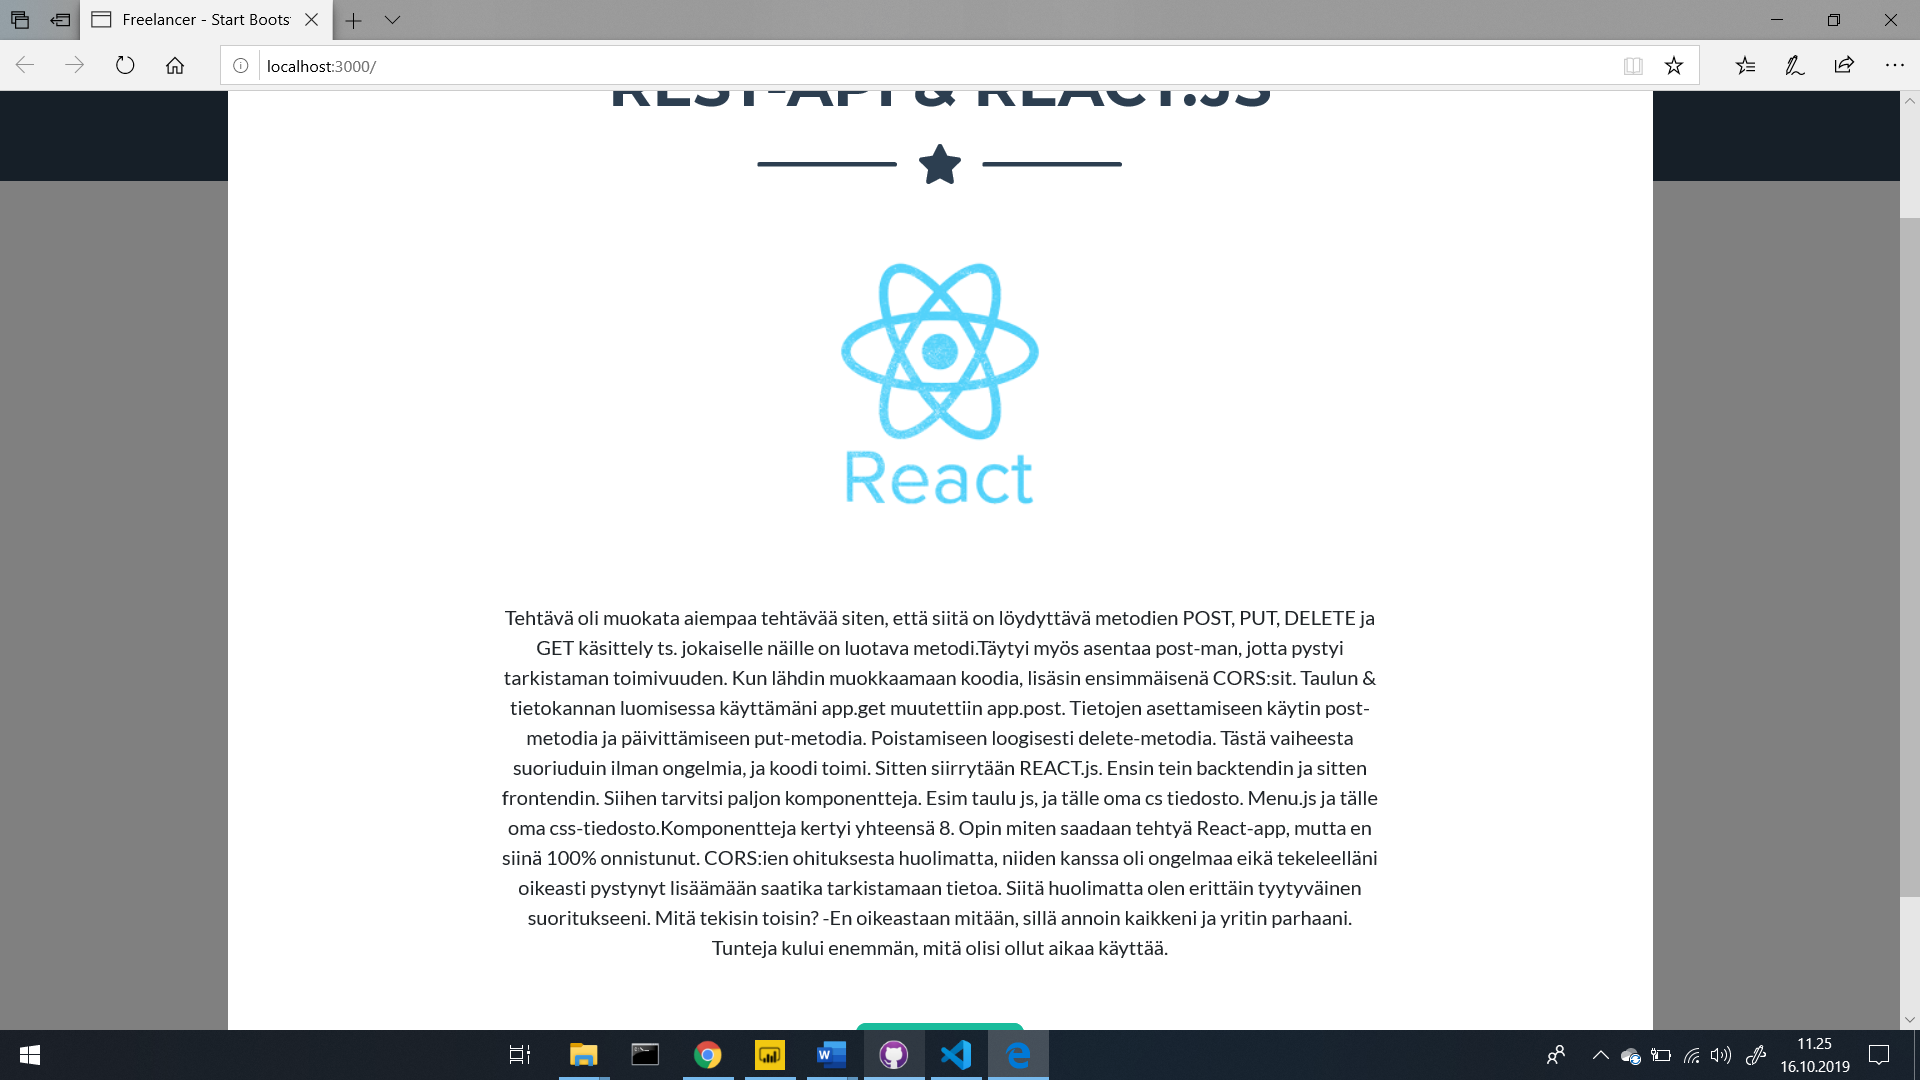 Freelancer - Start Boots
localhost:3000/
REST-API & REACT.JS
React
Tehtävä oli muokata aiempaa tehtävää siten, että siitä on löydyttävä metodien POST, PUT, DELETE ja
GET käsittely ts. jokaiselle näille on luotava metodi.Täytyi myös asentaa post-man, jotta pystyi
tarkistaman toimivuuden. Kun lähdin muokkaamaan koodia, lisäsin ensimmäisenä CORS:sit. Taulun &
tietokannan luomisessa käyttämäni app.get muutettiin app.post. Tietojen asettamiseen käytin post-
metodia ja päivittämiseen put-metodia. Poistamiseen loogisesti delete-metodia. Tästä vaiheesta
suoriuduin ilman ongelmia, ja koodi toimi. Sitten siirrytään REACT.js. Ensin tein backtendin ja sitten
frontendin. Siihen tarvitsi paljon komponentteja. Esim taulu js, ja tälle oma cs tiedosto. Menu.js ja tälle
oma css-tiedosto.Komponentteja kertyi yhteensä 8. Opin miten saadaan tehtyä React-app, mutta en
siinä 100% onnistunut. CORS:ien ohituksesta huolimatta, niiden kanssa oli ongelmaa eikä tekeleelläni
oikeasti pystynyt lisäämään saatika tarkistamaan tietoa. Siitä huolimatta olen erittäin tyytyväinen
suoritukseeni. Mitä tekisin toisin? -En oikeastaan mitään, sillä annoin kaikkeni ja yritin parhaani.
Tunteja kului enemmän, mitä olisi ollut aikaa käyttää.
11.25
16.10.2019